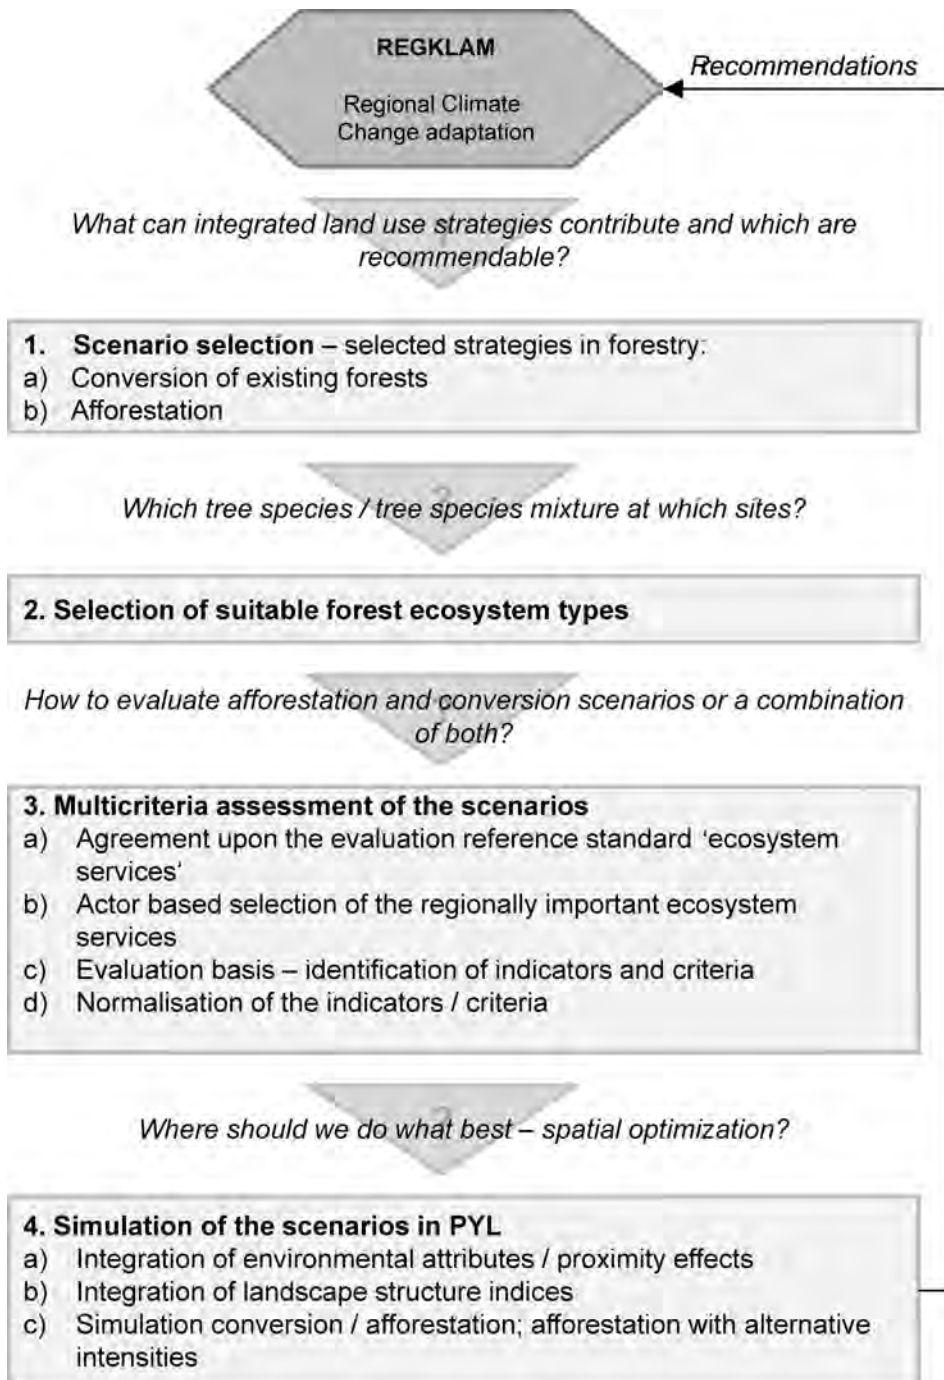 REGKLAM
Recommendations
Regional Climate
Change adaptation
What can integrated land use strategies contribute and which are
recommendable?
1. Scenario selection – selected strategies in forestry:
a) Conversion of existing forests
b) Afforestation
Which tree species / tree species mixture at which sites?
2. Selection of suitable forest ecosystem types
How to evaluate afforestation and conversion scenarios or a combination
of both?
3. Multicriteria assessment of the scenarios
a) Agreement upon the evaluation reference standard ‘ecosystem
services‘
b) Actor based selection of the regionally important ecosystem
services
c) Evaluation basis – identification of indicators and criteria
d) Normalisation of the indicators / criteria
Where should we do what best – spatial optimization?
4. Simulation of the scenarios in PYL
a) Integration of environmental attributes / proximity effects
b) Integration of landscape structure indices
c) Simulation conversion / afforestation; afforestation with alternative
intensities